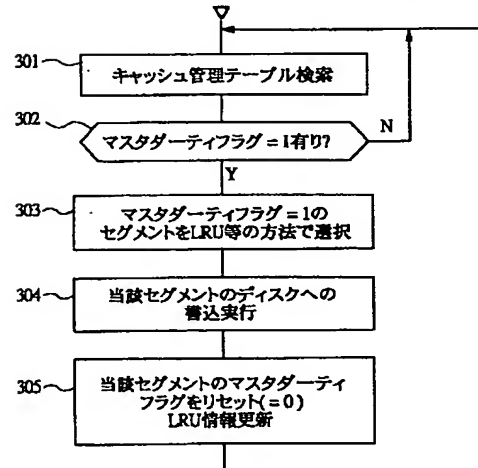 301
キャッシュ管理テーブル検索
302
マスタダーティフラグ=1有り?
N
Y
303
マスタダーティフラグ=1の
セグメントをLRU等の方法で選択
304
当該セグメントのディスクへの
書込実行
305
当該セグメントのマスタダーティ
フラグをリセット(=0)
LRU情報更新